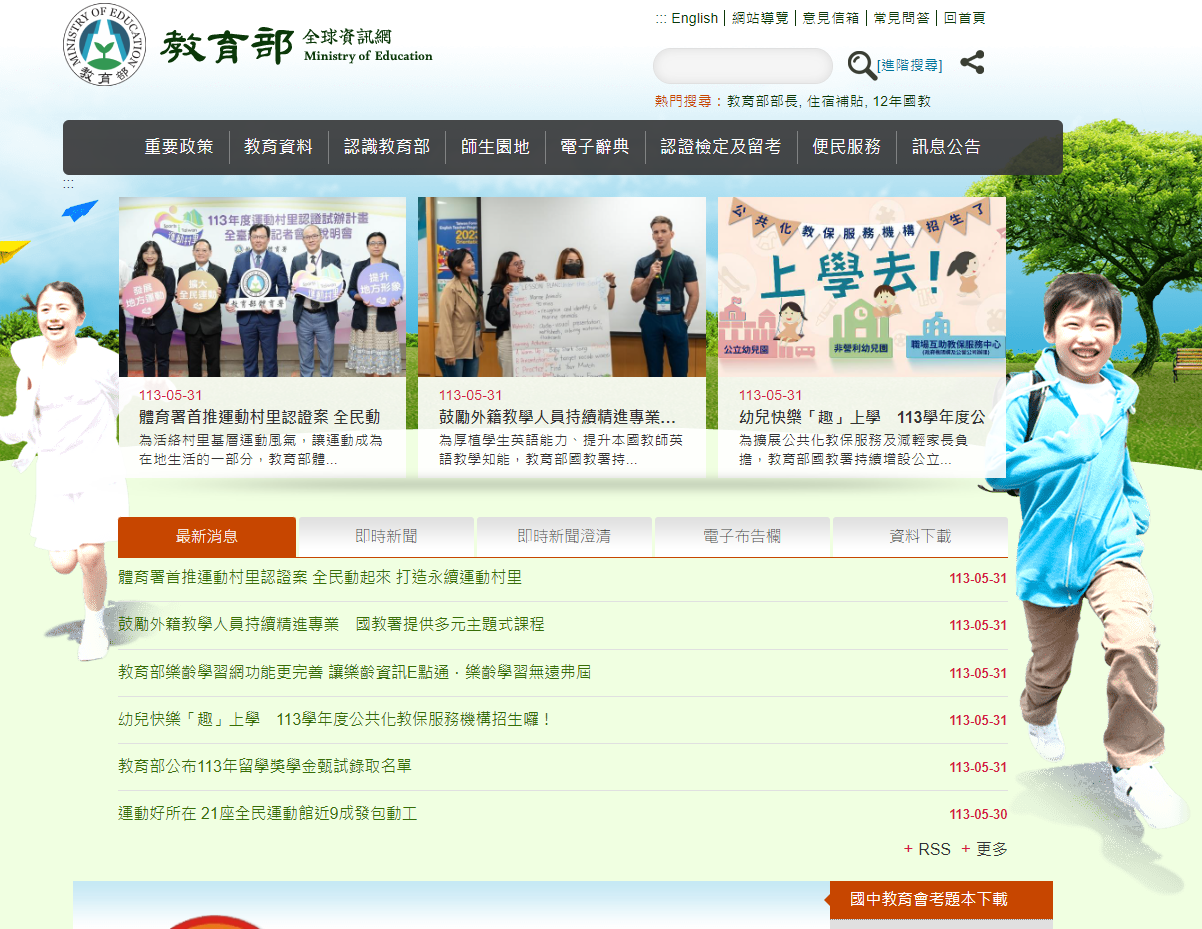 MINISTRY OF EDUCATION
教育部
教育部 全球資訊網
Ministry of Education
::: English | 網站導覽 | 意見信箱 | 常見問答 | 回首頁
[進階搜尋]
熱門搜尋：教育部部長, 住宿補貼, 12年國教
重要政策 教育資料 認識教育部 師生園地 電子辭典 認證檢定及留考 便民服務 訊息公告
:::
113年度運動村里認證試辦計畫
發展
地方運動
擴大
全民運動
教育部體育署
提升
地方形象
公共化教保服務機構招生了
上學去!
公立幼兒園
非營利幼兒園
職場互助教保服務中心
113-05-31
體育署首推運動村里認證案 全民動
為活絡村里基層運動風氣，讓運動成為
在地生活的一部分，教育部體...
113-05-31
鼓勵外籍教學人員持續精進專業...
為厚植學生英語能力、提升本國教師英
語教學知能，教育部國教署持...
113-05-31
幼兒快樂「趣」上學　113學年度公
為擴展公共化教保服務及減輕家長負
擔，教育部國教署持續增設公立...
最新消息 即時新聞 即時新聞澄清 電子布告欄 資料下載
體育署首推運動村里認證案 全民動起來 打造永續運動村里 113-05-31
鼓勵外籍教學人員持續精進專業　國教署提供多元主題式課程 113-05-31
教育部樂齡學習網功能更完善 讓樂齡資訊E點通．樂齡學習無遠弗屆 113-05-31
幼兒快樂「趣」上學　113學年度公共化教保服務機構招生囉！ 113-05-31
教育部公布113年留學獎學金甄試錄取名單 113-05-31
運動好所在 21座全民運動館近9成發包動工 113-05-30
+ RSS + 更多
國中教育會考題本下載